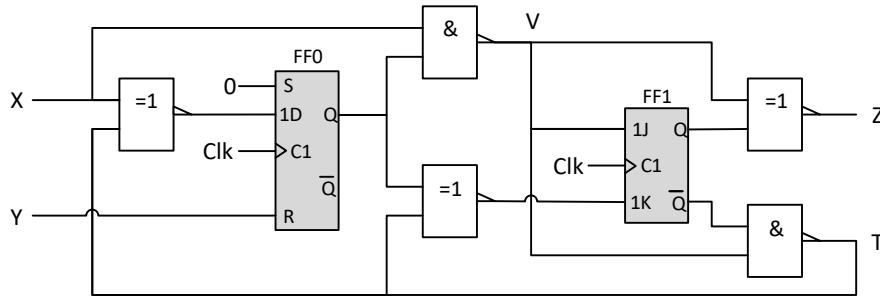 V
&
FF0
0
S
=1
X
1D
Q
FF1
=1
1J
Q
Z
Clk
C1
Clk
C1
Q̅
=1
1K
Q̅
Y
R
&
T